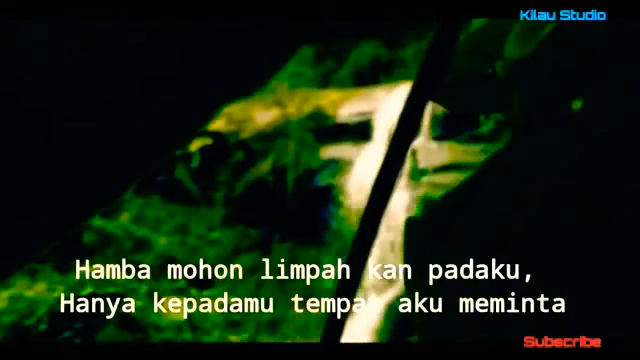 Kilau Studio
Hamba mohon limpah kan padaku,
Hanya kepadamu tempat aku meminta
Subscribe